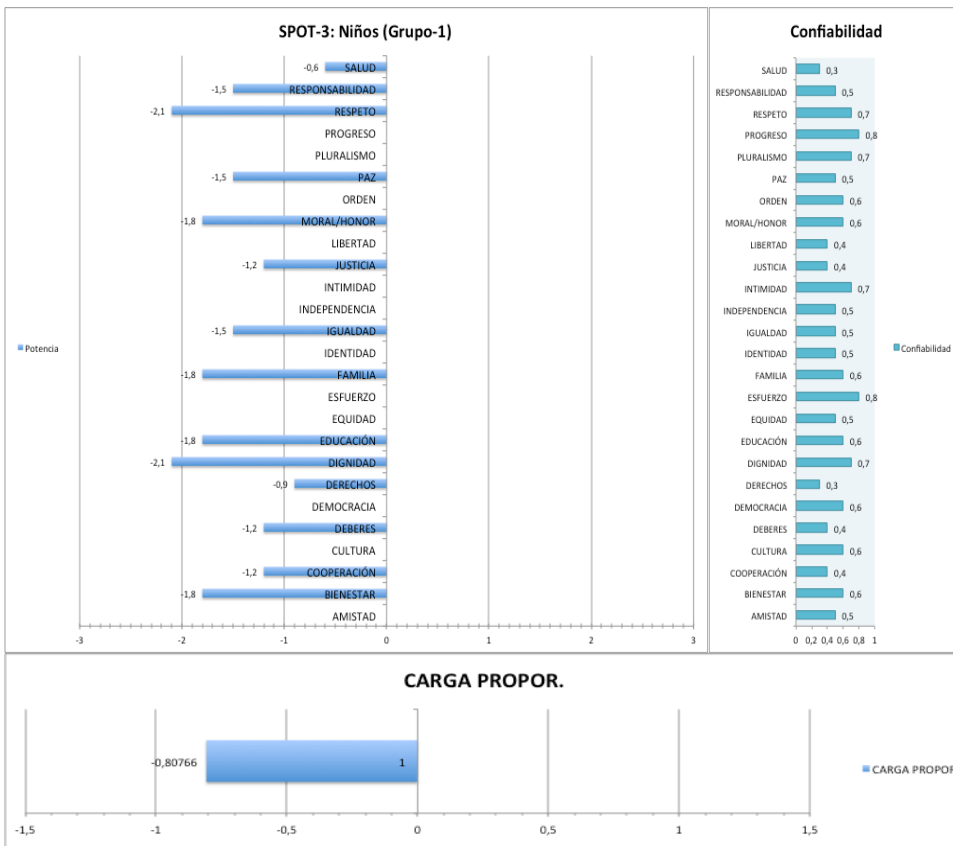 SPOT-3: Niños (Grupo-1)
-0,6 SALUD
-1,5 RESPONSABILIDAD
-2,1 RESPETO
PROGRESO
PLURALISMO
-1,5 PAZ
ORDEN
-1,8 MORAL/HONOR
LIBERTAD
-1,2 JUSTICIA
INTIMIDAD
INDEPENDENCIA
-1,5 IGUALDAD
IDENTIDAD
-1,8 FAMILIA
ESFUERZO
EQUIDAD
-1,8 EDUCACIÓN
-2,1 DIGNIDAD
-0,9 DERECHOS
DEMOCRACIA
-1,2 DEBERES
CULTURA
-1,2 COOPERACIÓN
-1,8 BIENESTAR
AMISTAD
-3 -2 -1 0 1 2 3
Potencia
Confiabilidad
SALUD 0,3
RESPONSABILIDAD 0,5
RESPETO 0,7
PROGRESO 0,8
PLURALISMO 0,7
PAZ 0,5
ORDEN 0,6
MORAL/HONOR 0,6
LIBERTAD 0,4
JUSTICIA 0,4
INTIMIDAD 0,7
INDEPENDENCIA 0,5
IGUALDAD 0,5
IDENTIDAD 0,5
FAMILIA 0,6
ESFUERZO 0,8
EQUIDAD 0,5
EDUCACIÓN 0,6
DIGNIDAD 0,7
DERECHOS 0,3
DEMOCRACIA 0,6
DEBERES 0,4
CULTURA 0,6
COOPERACIÓN 0,4
BIENESTAR 0,6
AMISTAD 0,5
0 0,2 0,4 0,6 0,8 1
Confiabilidad
CARGA PROPOR.
-0,80766 1
CARGA PROPOR
-1,5 -1 -0,5 0 0,5 1 1,5